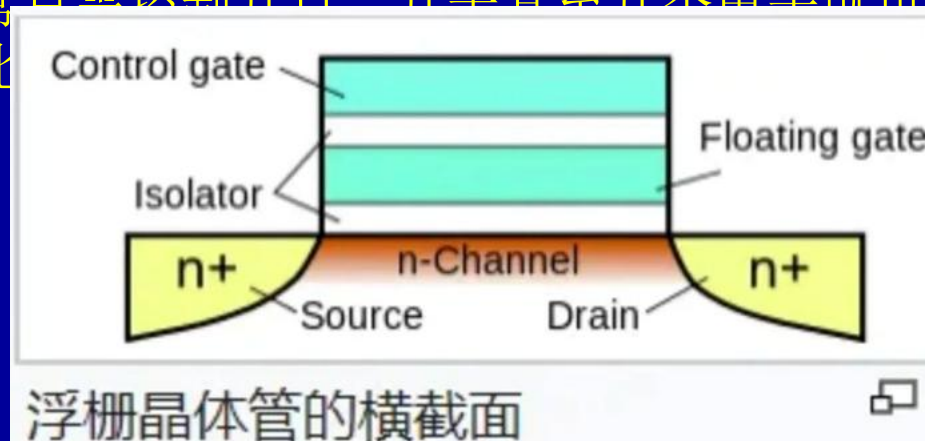 Control gate
Floating gate
Isolator
n+
n-Channel
n+
Source
Drain
浮栅晶体管的横截面